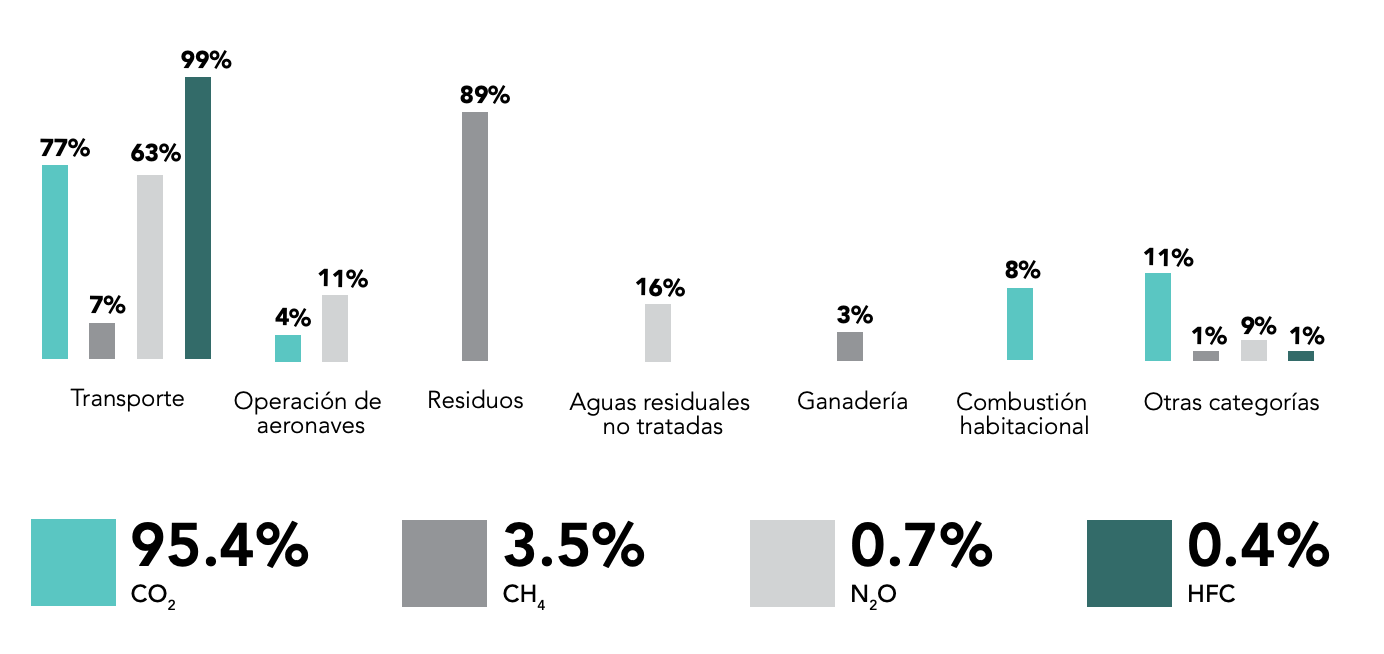 99%
89%
77%
63%
7%
11%
4%
16%
3%
8%
11%
1%
9%
1%
Transporte
Operación de
aeronaves
Residuos
Aguas residuales
no tratadas
Ganadería
Combustión
habitacional
Otras categorías
95.4%
CO₂
3.5%
CH₄
0.7%
N₂O
0.4%
HFC